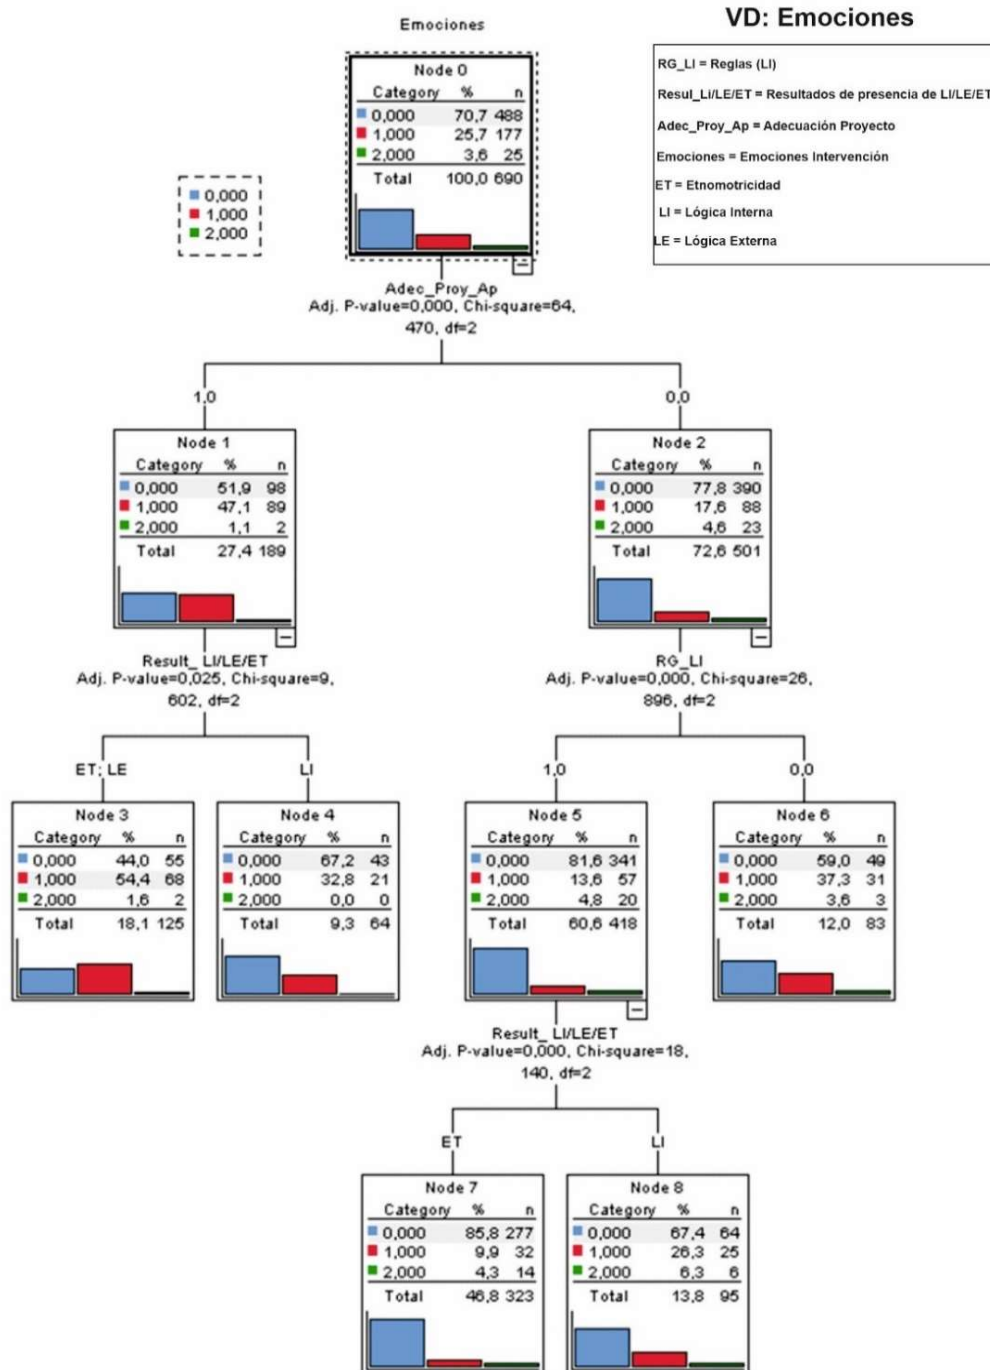 VD: Emociones
RG_LI = Reglas (LI)
Resul_Li/LE/ET = Resultados de presencia de LI/LE/ET
Adec_Proy_Ap = Adecuación Proyecto
Emociones = Emociones Intervención
ET = Etnomotricidad
LI = Lógica Interna
LE = Lógica Externa
0,000
1,000
2,000
Emociones
Node 0
Category % n
0,000 70,7 488
1,000 25,7 177
2,000 3,6 25
Total 100,0 690
Adec_Proy_Ap
Adj. P-value=0,000, Chi-square=64,
470, df=2
1,0
0,0
Node 1
Category % n
0,000 51,9 98
1,000 47,1 89
2,000 1,1 2
Total 27,4 189
Node 2
Category % n
0,000 77,8 390
1,000 17,6 88
2,000 4,6 23
Total 72,6 501
Result_ LI/LE/ET
Adj. P-value=0,025, Chi-square=9,
602, df=2
RG_LI
Adj. P-value=0,000, Chi-square=26,
896, df=2
ET; LE
LI
1,0
0,0
Node 3
Category % n
0,000 44,0 55
1,000 54,4 68
2,000 1,6 2
Total 18,1 125
Node 4
Category % n
0,000 67,2 43
1,000 32,8 21
2,000 0,0 0
Total 9,3 64
Node 5
Category % n
0,000 81,6 341
1,000 13,6 57
2,000 4,8 20
Total 60,6 418
Node 6
Category % n
0,000 59,0 49
1,000 37,3 31
2,000 3,6 3
Total 12,0 83
Result_ LI/LE/ET
Adj. P-value=0,000, Chi-square=18,
140, df=2
ET
LI
Node 7
Category % n
0,000 85,8 277
1,000 9,9 32
2,000 4,3 14
Total 46,8 323
Node 8
Category % n
0,000 67,4 64
1,000 26,3 25
2,000 6,3 6
Total 13,8 95